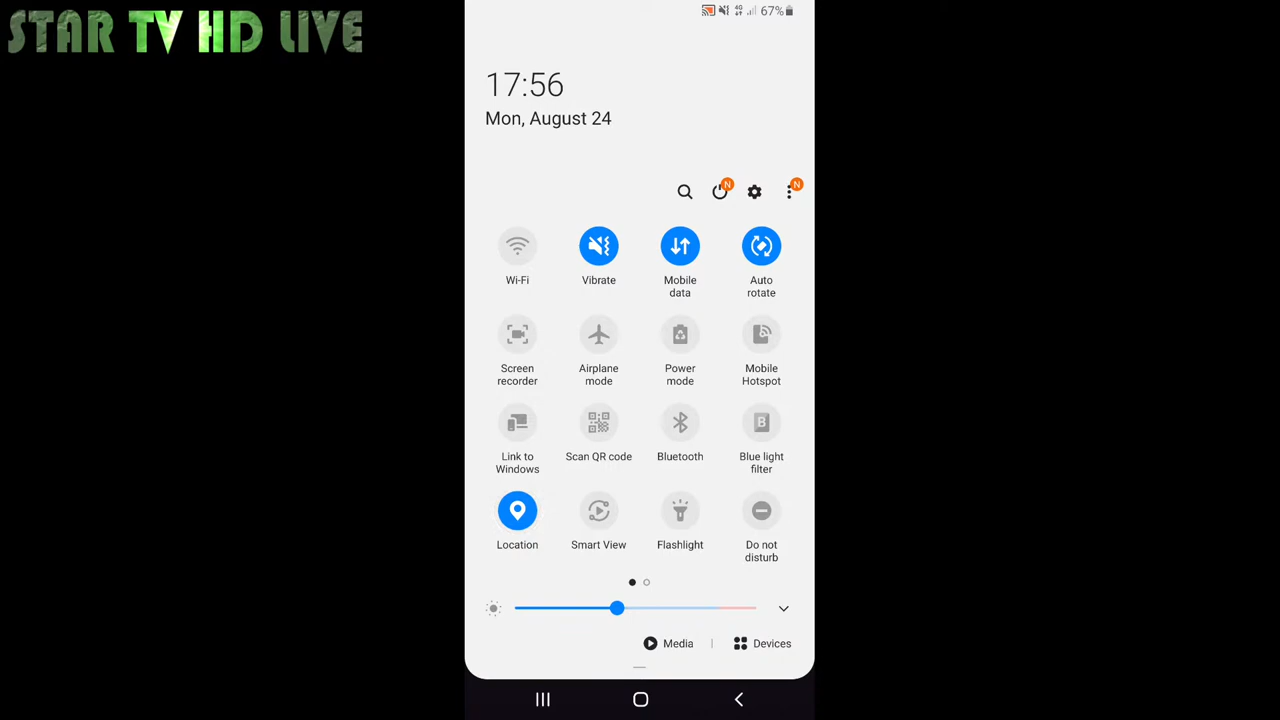 STAR TV HD LIVE
4G
67%
17:56
Mon, August 24
N
N
Wi-Fi
Vibrate
Mobile
data
Auto
rotate
Screen
recorder
Airplane
mode
Power
mode
Mobile
Hotspot
B
Link to
Windows
Scan QR code
Bluetooth
Blue light
filter
Location
Smart View
Flashlight
Do not
disturb
Media
Devices